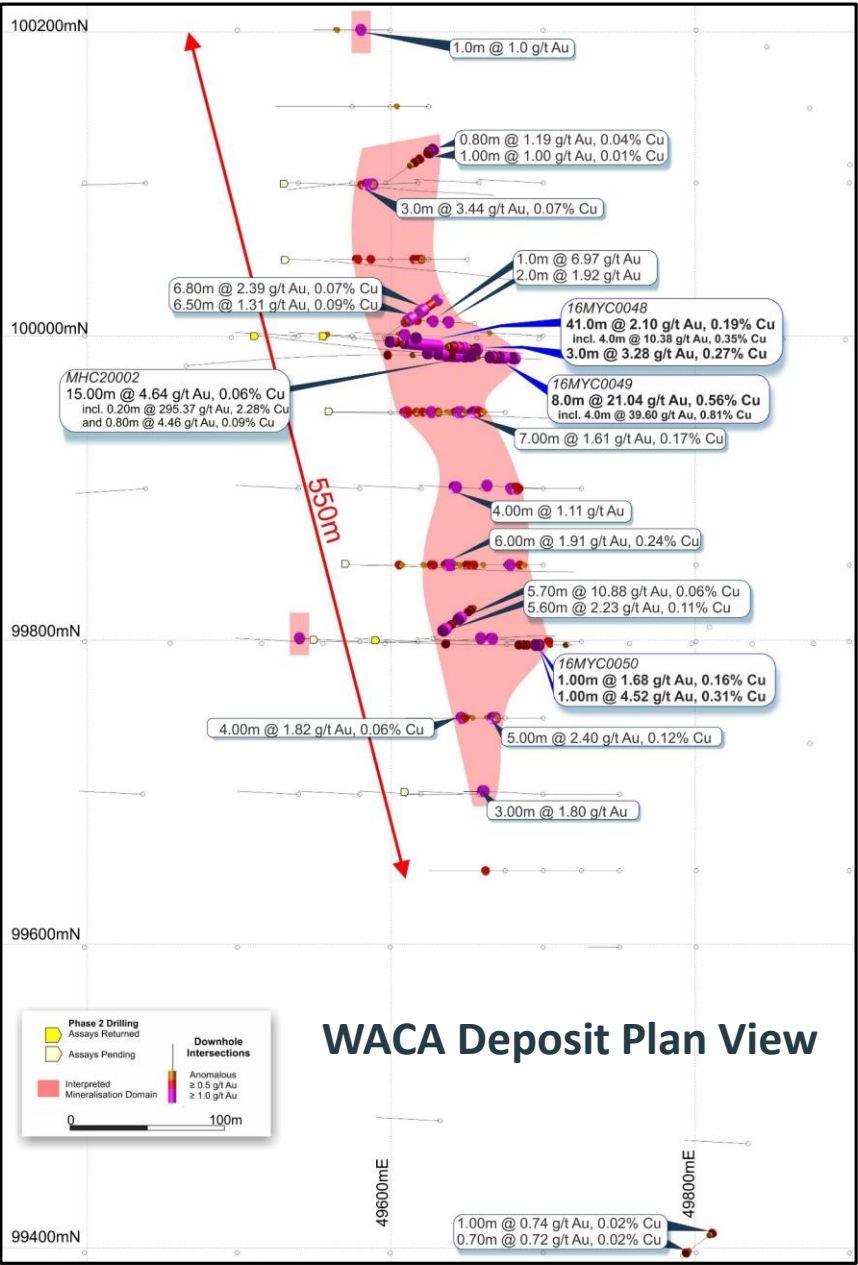 100200mN
1.0m @ 1.0 g/t Au
0.80m @ 1.19 g/t Au, 0.04% Cu
1.00m @ 1.00 g/t Au, 0.01% Cu
3.0m @ 3.44 g/t Au, 0.07% Cu
1.0m @ 6.97 g/t Au
2.0m @ 1.92 g/t Au
6.80m @ 2.39 g/t Au, 0.07% Cu
6.50m @ 1.31 g/t Au, 0.09% Cu
100000mN
16MYC0048
41.0m @ 2.10 g/t Au, 0.19% Cu
incl. 4.0m @ 10.38 g/t Au, 0.35% Cu
3.0m @ 3.28 g/t Au, 0.27% Cu
MHC20002
15.00m @ 4.64 g/t Au, 0.06% Cu
incl. 0.20m @ 295.37 g/t Au, 2.28% Cu
and 0.80m @ 4.46 g/t Au, 0.09% Cu
16MYC0049
8.0m @ 21.04 g/t Au, 0.56% Cu
incl. 4.0m @ 39.60 g/t Au, 0.81% Cu
7.00m @ 1.61 g/t Au, 0.17% Cu
550m
4.00m @ 1.11 g/t Au
6.00m @ 1.91 g/t Au, 0.24% Cu
5.70m @ 10.88 g/t Au, 0.06% Cu
5.60m @ 2.23 g/t Au, 0.11% Cu
99800mN
16MYC0050
1.00m @ 1.68 g/t Au, 0.16% Cu
1.00m @ 4.52 g/t Au, 0.31% Cu
4.00m @ 1.82 g/t Au, 0.06% Cu
5.00m @ 2.40 g/t Au, 0.12% Cu
3.00m @ 1.80 g/t Au
99600mN
WACA Deposit Plan View
Phase 2 Drilling
Assays Returned
Assays Pending
Interpreted
Mineralisation Domain
Downhole
Intersections
Anomalous
≥ 0.5 g/t Au
≥ 1.0 g/t Au
0 100m
49600mE
49800mE
1.00m @ 0.74 g/t Au, 0.02% Cu
0.70m @ 0.72 g/t Au, 0.02% Cu
99400mN